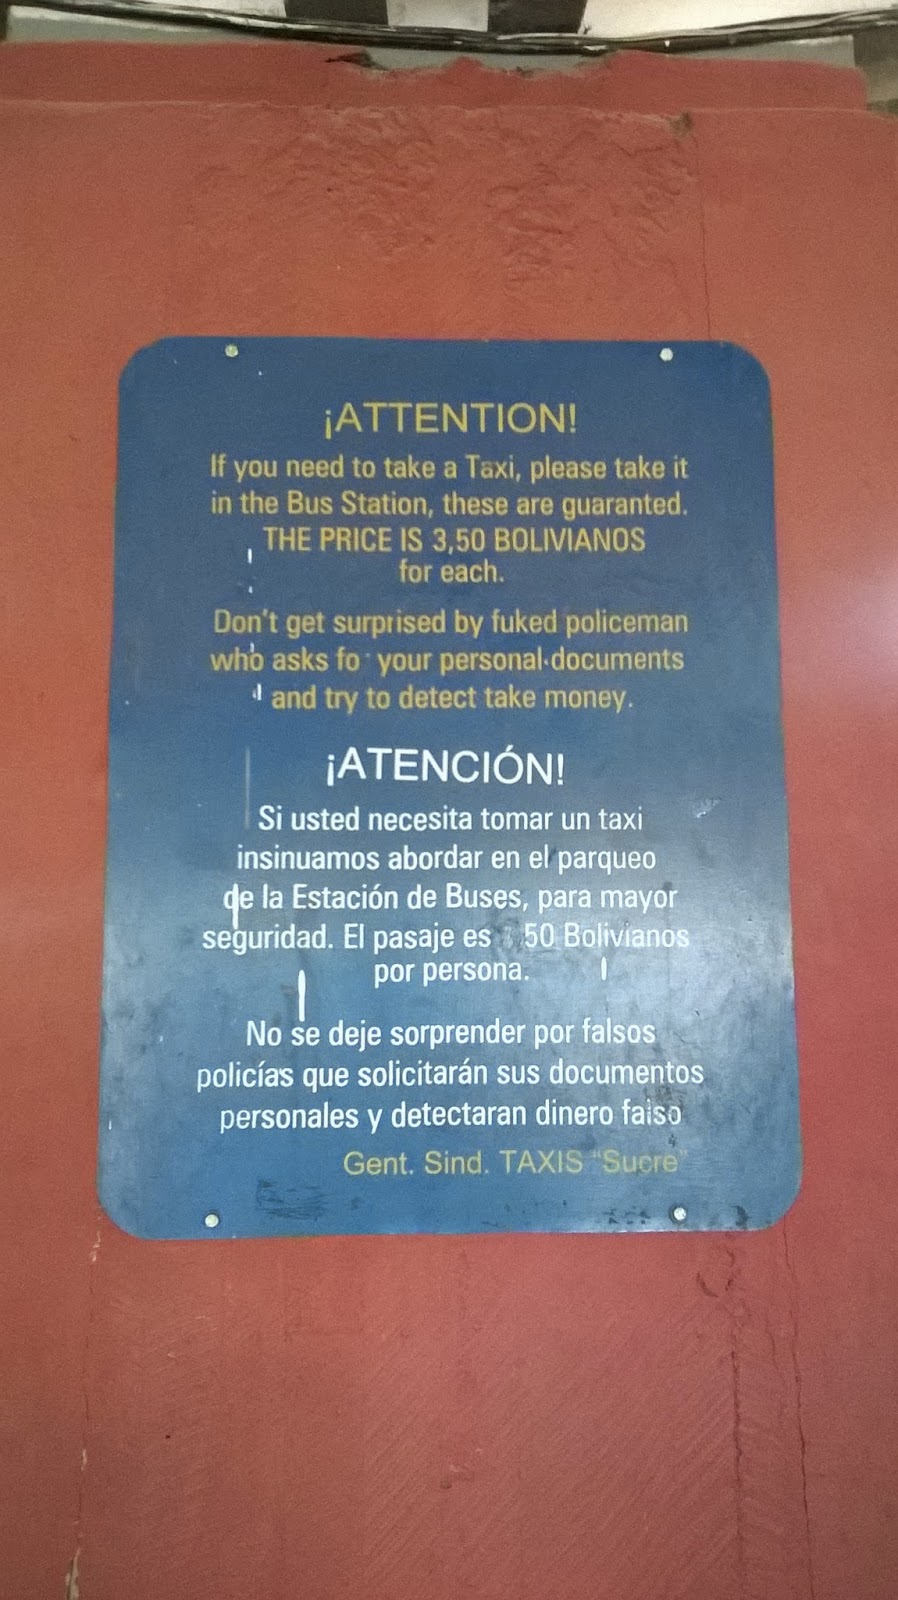 ¡ATTENTION!
If you need to take a Taxi, please take it
in the Bus Station, these are guaranted.
THE PRICE IS 3,50 BOLIVIANOS
for each.
Don't get surprised by fuked policeman
who asks fo your personal documents
and try to detect take money.
¡ATENCIÓN!
Si usted necesita tomar un taxi
insinuamos abordar en el parqueo
de la Estación de Buses, para mayor
seguridad. El pasaje es 50 Bolivianos
por persona.
No se deje sorprender por falsos
policías que solicitarán sus documentos
personales y detectaran dinero falso
Gent. Sind. TAXIS "Sucre"